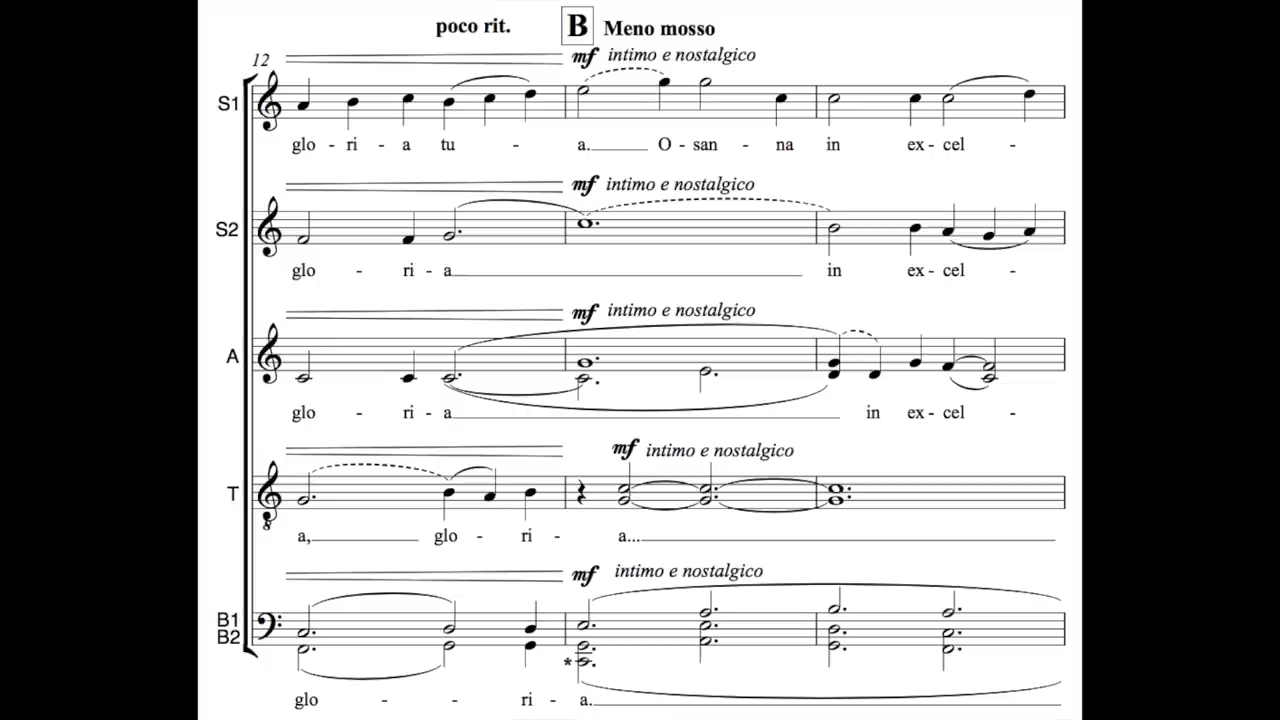 poco rit. B Meno mosso
12 mf intimo e nostalgico
S1
glo - ri - a tu - a. O - san - na in ex - cel -
mf intimo e nostalgico
S2
glo - ri - a in ex - cel -
mf intimo e nostalgico
A
glo - ri - a in ex - cel -
mf intimo e nostalgico
T
8
a, glo - ri - a...
mf intimo e nostalgico
B1
B2
*
glo - - ri - a.